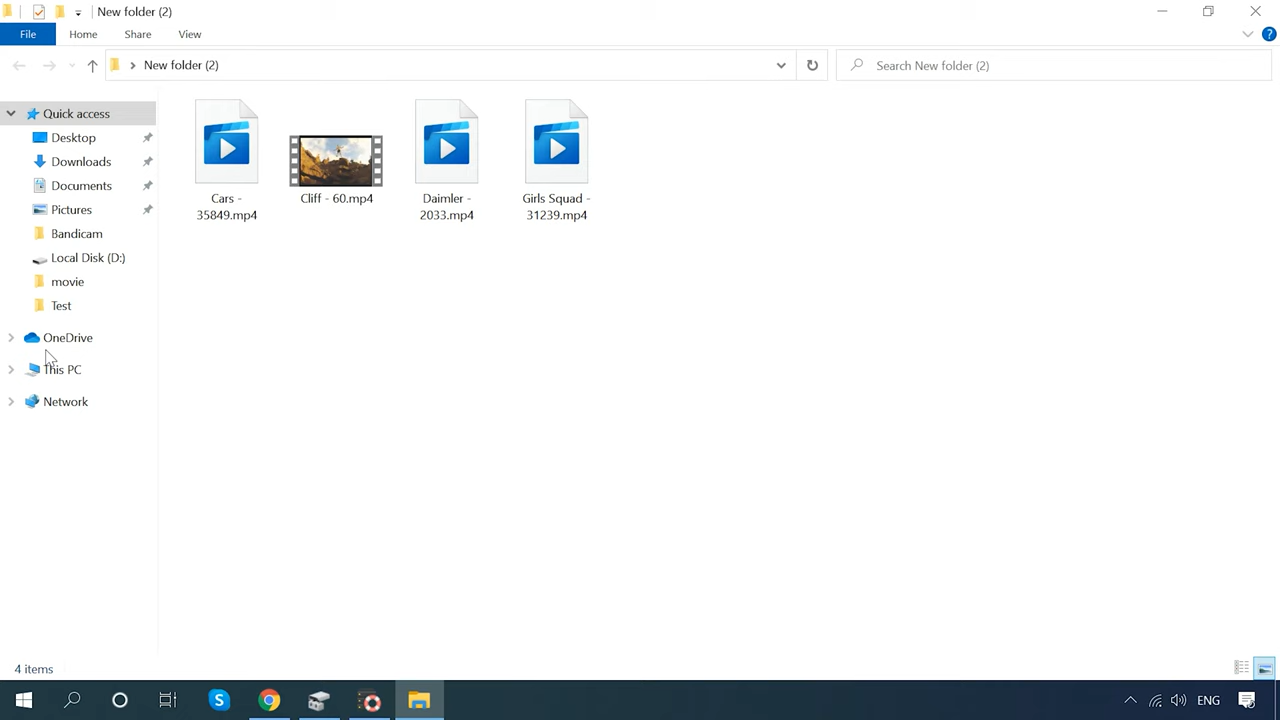 New folder (2)
File
Home
Share
View
New folder (2)
Search New folder (2)
Quick access
Desktop
Downloads
Documents
Pictures
Bandicam
Local Disk (D:)
movie
Test
OneDrive
This PC
Network
Cars -
35849.mp4
Cliff - 60.mp4
Daimler -
2033.mp4
Girls Squad -
31239.mp4
4 items
ENG